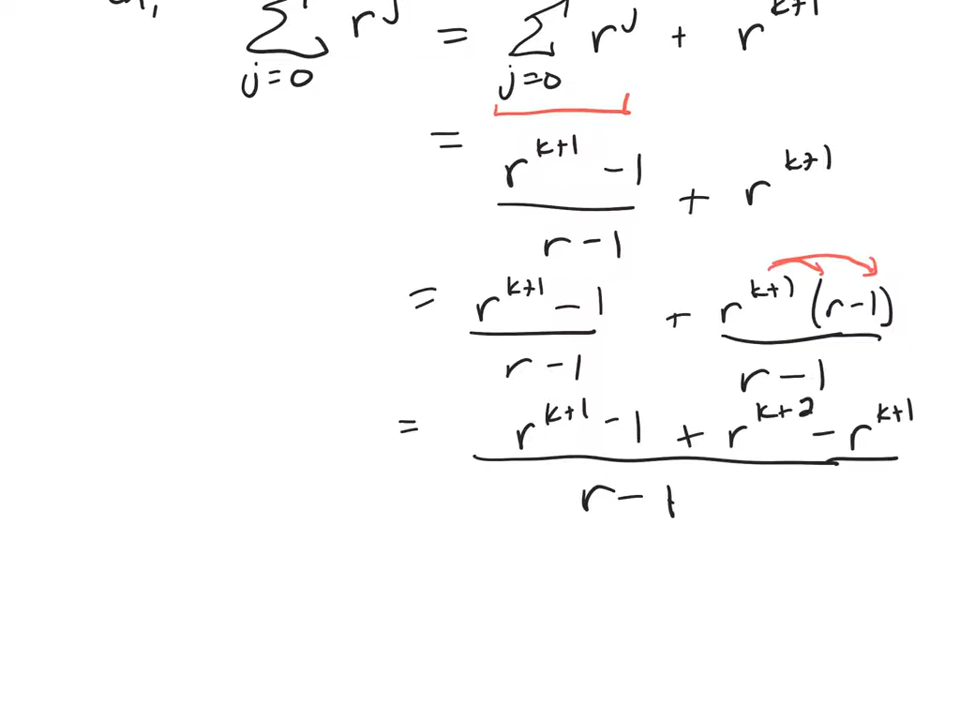 ∑ r^j = ∑ r^j + r^{k+1}
j=0 j=0
= (r^{k+1} - 1)/(r - 1) + r^{k+1}
= (r^{k+1} - 1)/(r - 1) + (r^{k+1} (r - 1))/(r - 1)
= (r^{k+1} - 1 + r^{k+2} - r^{k+1})/(r - 1)